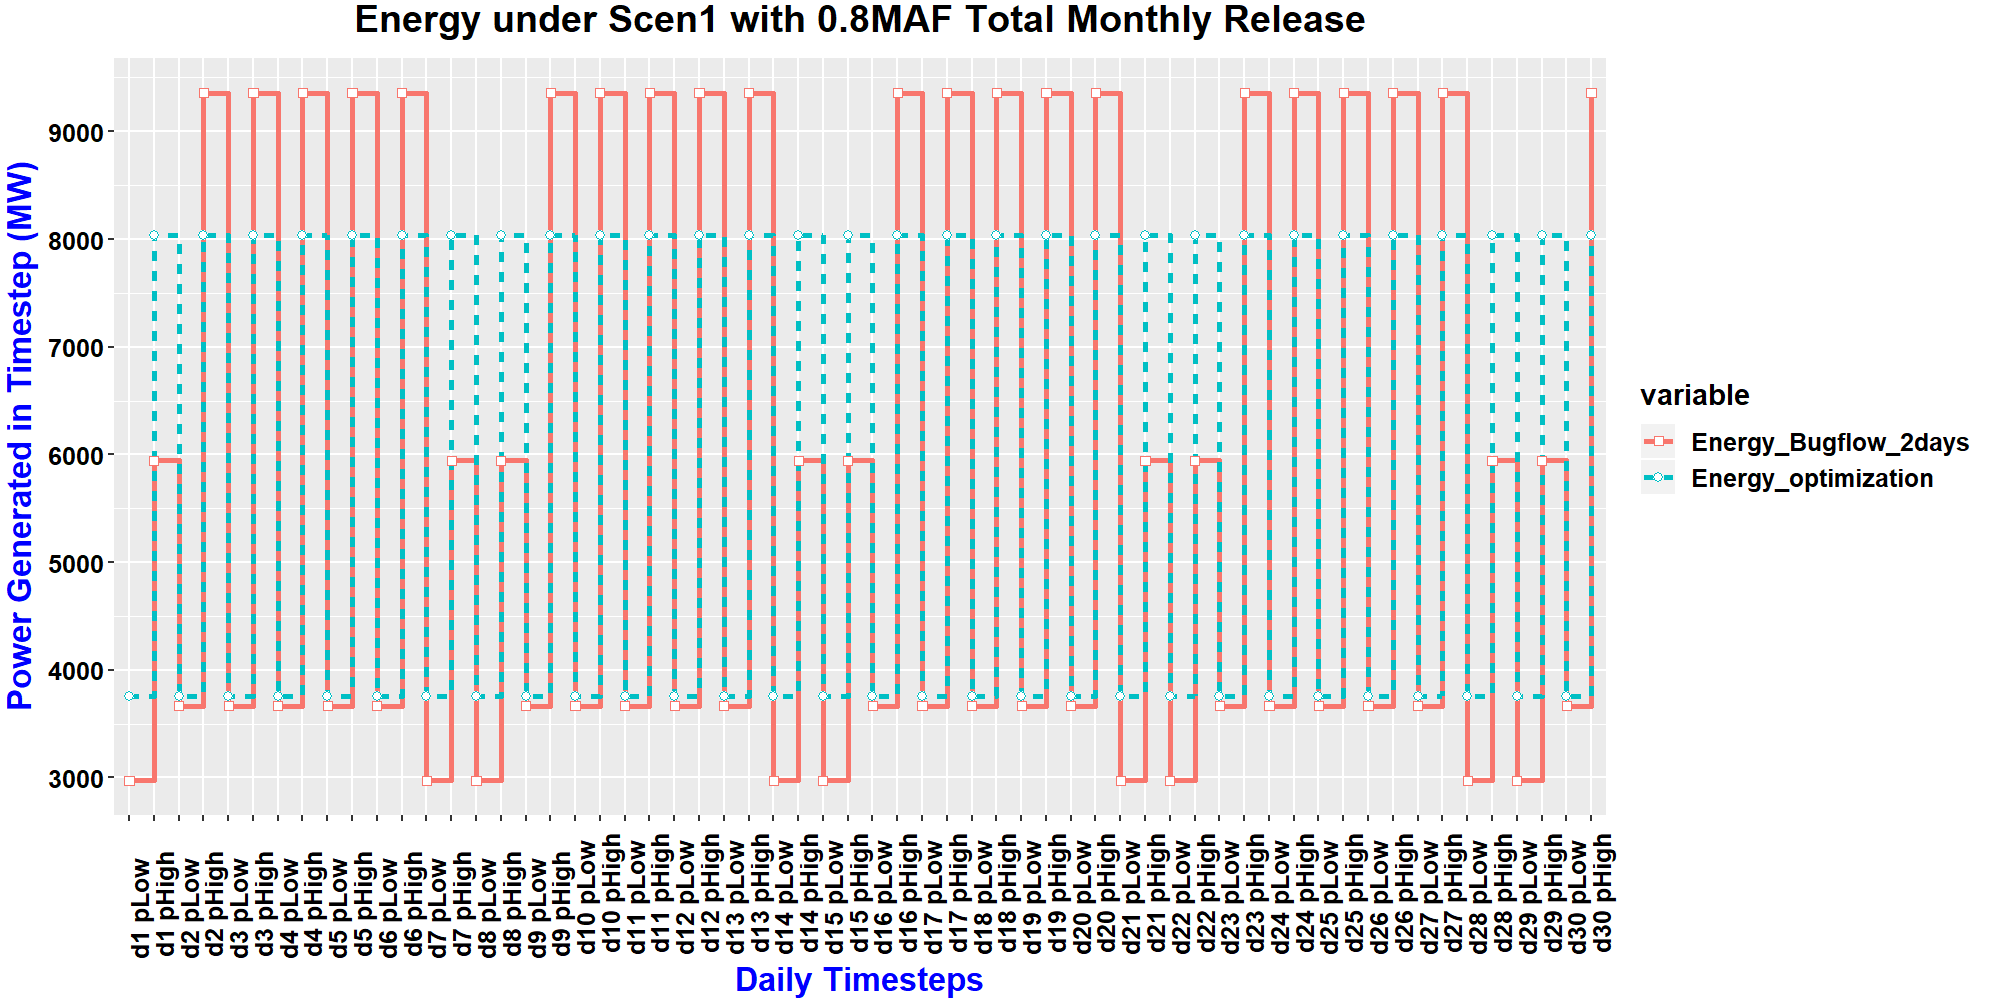 Energy under Scen1 with 0.8MAF Total Monthly Release
Power Generated in Timestep (MW)
9000
8000
7000
6000
5000
4000
3000
d1 pLow
d1 pHigh
d2 pLow
d2 pHigh
d3 pLow
d3 pHigh
d4 pLow
d4 pHigh
d5 pLow
d5 pHigh
d6 pLow
d6 pHigh
d7 pLow
d7 pHigh
d8 pLow
d8 pHigh
d9 pLow
d9 pHigh
d10 pLow
d10 pHigh
d11 pLow
d11 pHigh
d12 pLow
d12 pHigh
d13 pLow
d13 pHigh
d14 pLow
d14 pHigh
d15 pLow
d15 pHigh
d16 pLow
d16 pHigh
d17 pLow
d17 pHigh
d18 pLow
d18 pHigh
d19 pLow
d19 pHigh
d20 pLow
d20 pHigh
d21 pLow
d21 pHigh
d22 pLow
d22 pHigh
d23 pLow
d23 pHigh
d24 pLow
d24 pHigh
d25 pLow
d25 pHigh
d26 pLow
d26 pHigh
d27 pLow
d27 pHigh
d28 pLow
d28 pHigh
d29 pLow
d29 pHigh
d30 pLow
d30 pHigh
Daily Timesteps
variable
Energy_Bugflow_2days
Energy_optimization